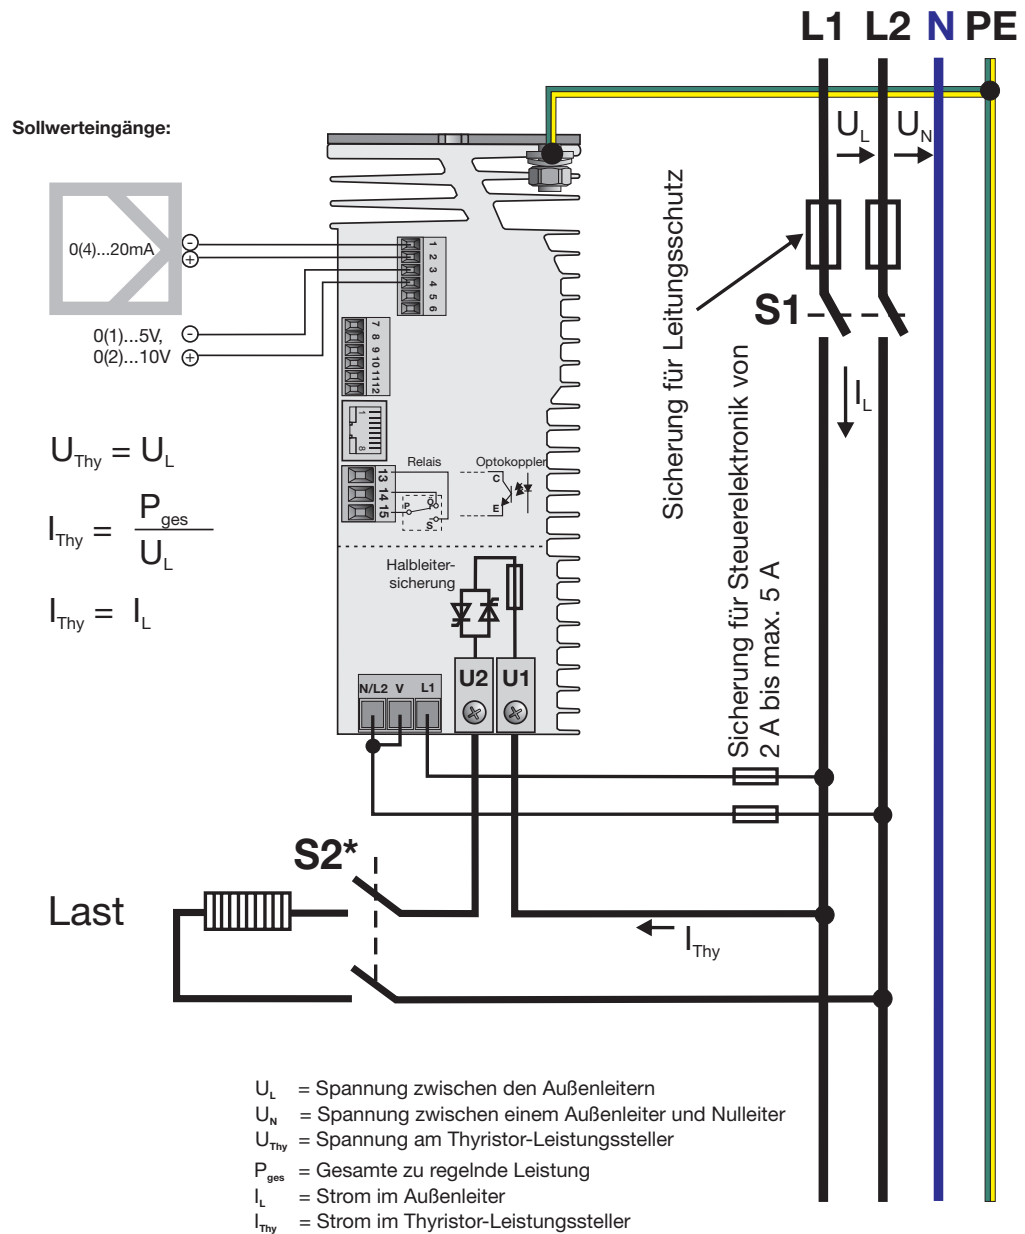 L1 L2 N PE
Sollwerteingänge:
U_L U_N
0(4)...20mA
-
+
0(1)...5V,
0(2)...10V
-
+
1
2
3
4
5
6
7
8
9
10
11
12
1
8
Sicherung für Leitungsschutz
S1
I_L
U_Thy = U_L
I_Thy = P_ges / U_L
I_Thy = I_L
13
14
15
Relais
P
Ö
S
Optokoppler
C
E
Halbleiter-
sicherung
Sicherung für Steuerelektronik von
2 A bis max. 5 A
N/L2 V L1
U2 U1
S2*
Last
I_Thy
U_L = Spannung zwischen den Außenleitern
U_N = Spannung zwischen einem Außenleiter und Nulleiter
U_Thy = Spannung am Thyristor-Leistungssteller
P_ges = Gesamte zu regelnde Leistung
I_L = Strom im Außenleiter
I_Thy = Strom im Thyristor-Leistungssteller